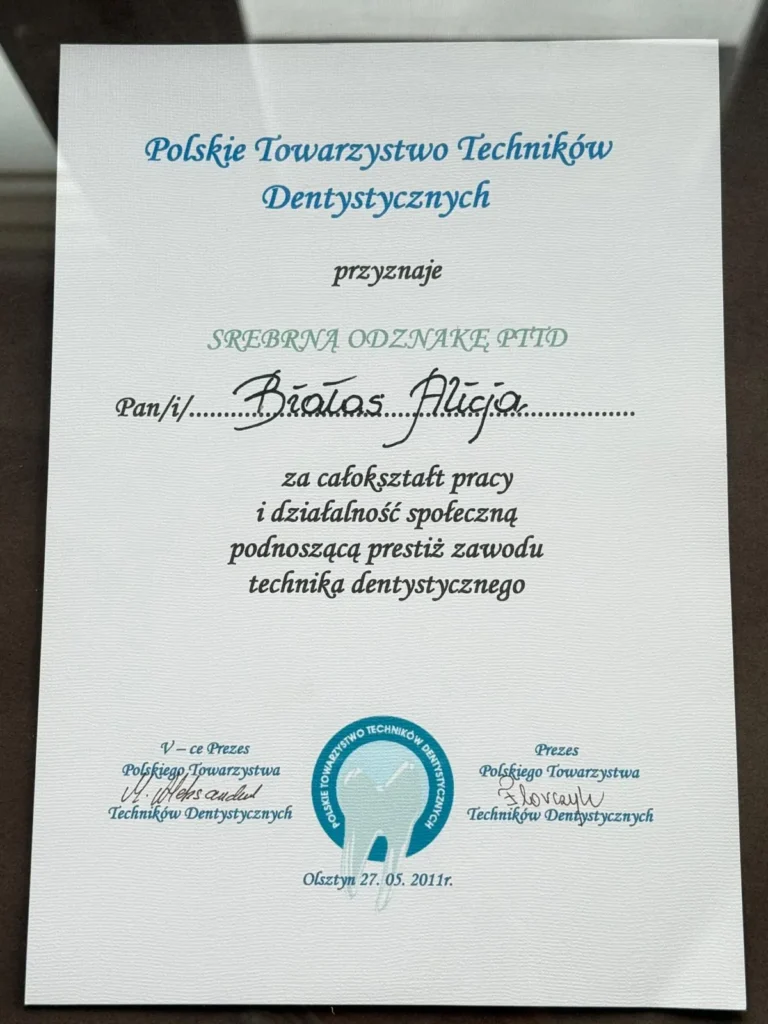 Polskie Towarzystwo Techników
Dentystycznych
przyznaje
SREBRNĄ ODZNAKĘ PTTD
Pan/i/.......Białas Alicja.......
za całokształt pracy
i działalność społeczną
podnoszącą prestiż zawodu
technika dentystycznego
V – ce Prezes
Polskiego Towarzystwa
Techników Dentystycznych
POLSKIE TOWARZYSTWO TECHNIKÓW DENTYSTYCZNYCH
Prezes
Polskiego Towarzystwa
Techników Dentystycznych
Olsztyn 27. 05. 2011r.